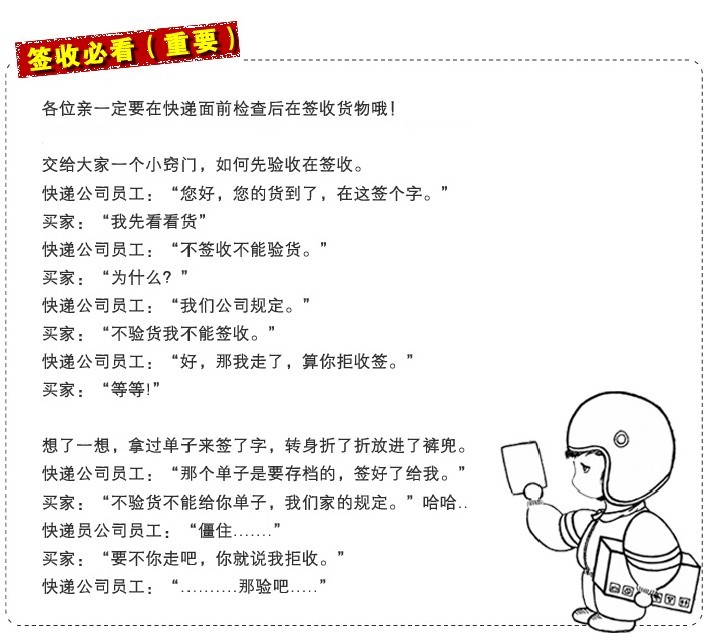 签收必看（重要）
各位亲一定要在快递面前检查后在签收货物哦！
交给大家一个小窍门，如何先验收在签收。
快递公司员工：“您好，您的货到了，在这签个字。”
买家：“我先看看货”
快递公司员工：“不签收不能验货。”
买家：“为什么？”
快递公司员工：“我们公司规定。”
买家：“不验货我不能签收。”
快递公司员工：“好，那我走了，算你拒收签。”
买家：“等等!”
想了一想，拿过单子来签了字，转身折了折放进了裤兜。
快递公司员工：“那个单子是要存档的，签好了给我。”
买家：“不验货不能给你单子，我们家的规定。”哈哈..
快递员公司员工：“僵住.......”
买家：“要不你走吧，你就说我拒收。”
快递公司员工：“..........那验吧.....”